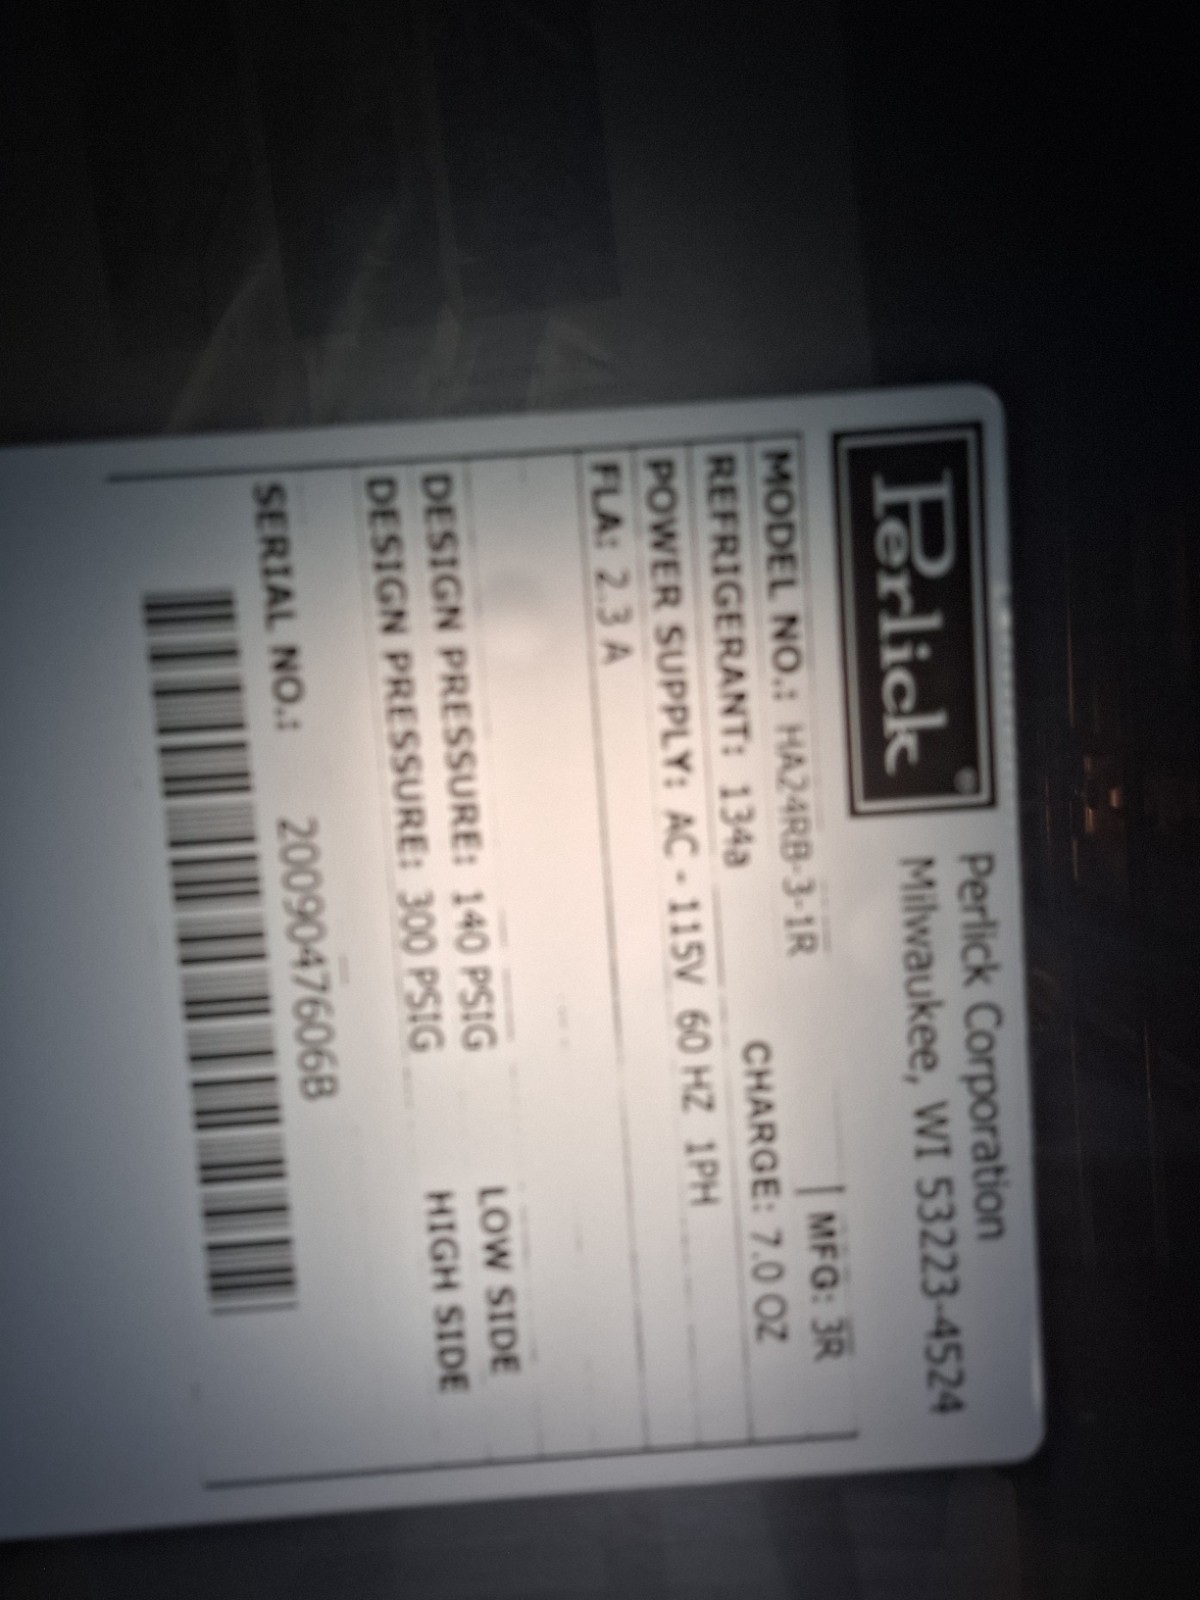 Perlick®
Perlick Corporation
Milwaukee, WI 53223-4524
MODEL NO.: HA24RB-3-1R | MFG: 3R
REFRIGERANT: 134a CHARGE: 7.0 OZ
POWER SUPPLY: AC - 115V 60 HZ 1PH
FLA: 2.3 A
DESIGN PRESSURE: 140 PSIG LOW SIDE
DESIGN PRESSURE: 300 PSIG HIGH SIDE
SERIAL NO.: 2009047606B